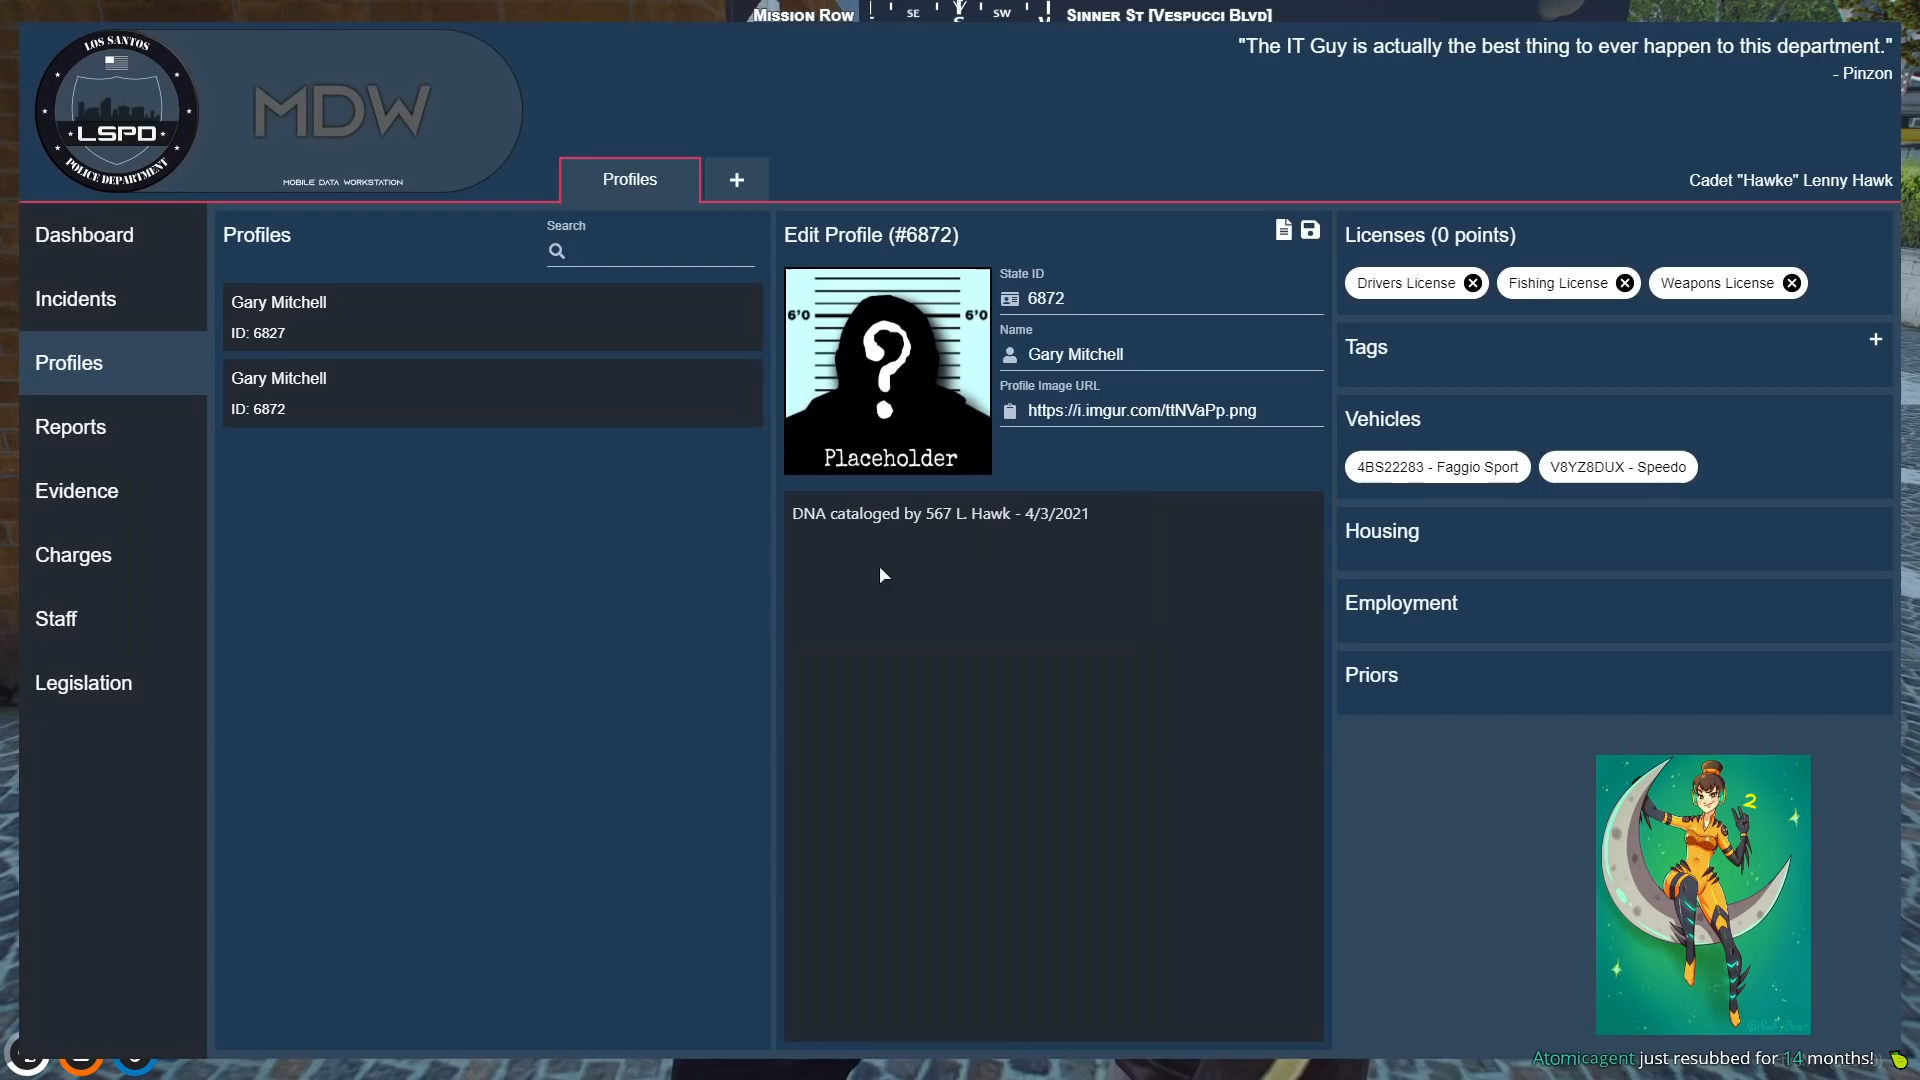 Mission Row
SE
S
SW
Sinner St [Vespucci Blvd]
LOS SANTOS
LSPD
POLICE DEPARTMENT
MDW
MOBILE DATA WORKSTATION
"The IT Guy is actually the best thing to ever happen to this department."
- Pinzon
Profiles
+
Cadet "Hawke" Lenny Hawk
Dashboard
Incidents
Profiles
Reports
Evidence
Charges
Staff
Legislation
Profiles
Search
Gary Mitchell
ID: 6827
Gary Mitchell
ID: 6872
Edit Profile (#6872)
6'0 6'0
?
Placeholder
State ID
6872
Name
Gary Mitchell
Profile Image URL
https://i.imgur.com/ttNVaPp.png
DNA cataloged by 567 L. Hawk - 4/3/2021
Licenses (0 points)
Drivers License
Fishing License
Weapons License
Tags
+
Vehicles
4BS22283 - Faggio Sport
V8YZ8DUX - Speedo
Housing
Employment
Priors
2
Atomicagent just resubbed for 14 months!